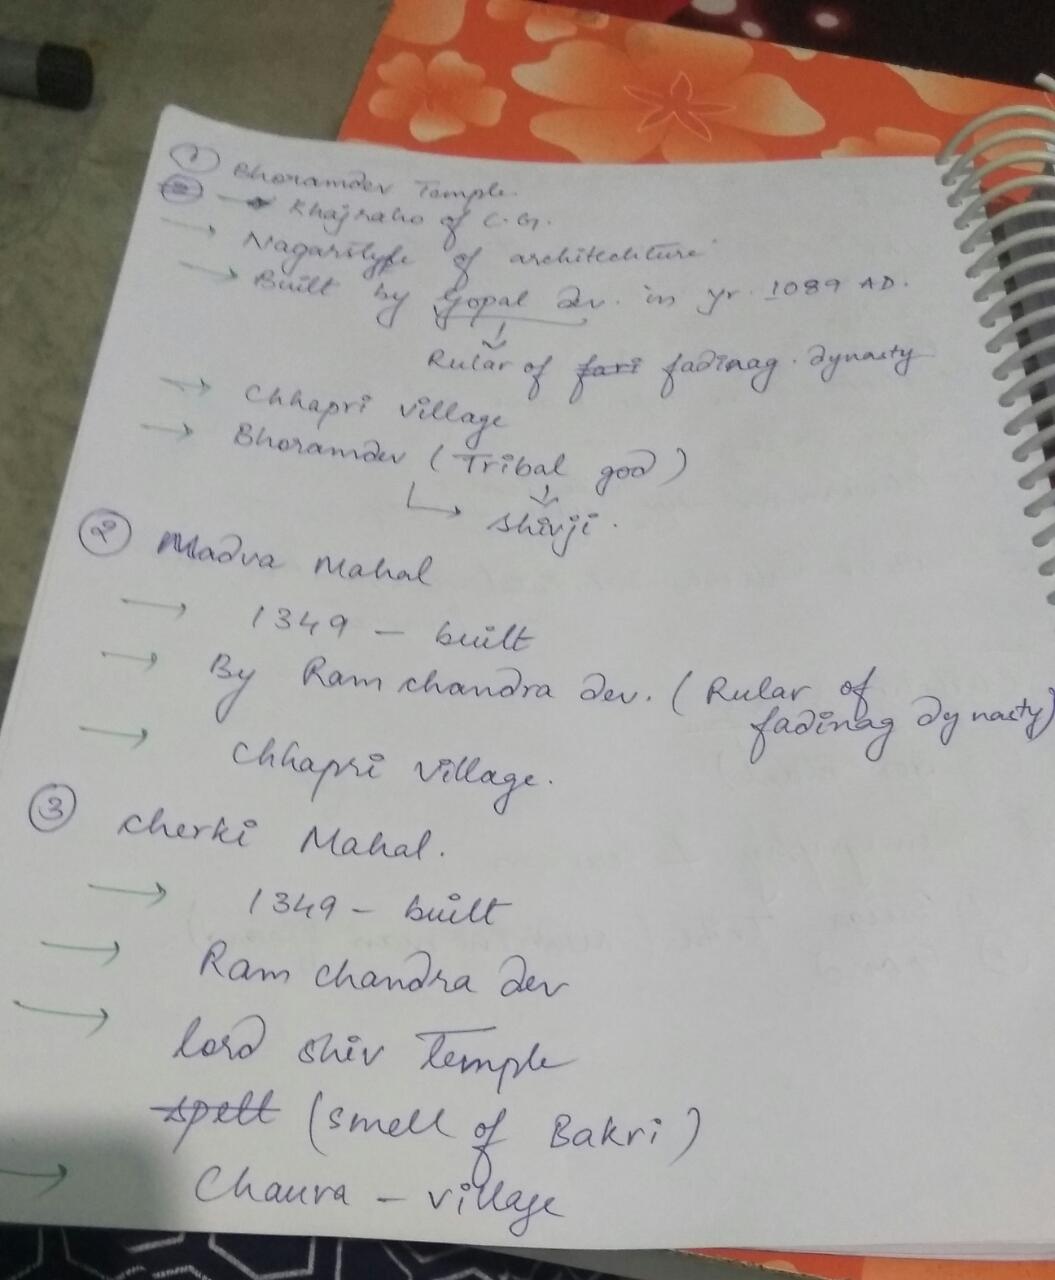 ① Bhoramdev Temple.
② → Khajraho of C.G.
→ Nagarstyle of architechture
→ Built by Gopal dev. in yr. 1089 AD.
↓
Rular of fari fadinag. dynasty
→ Chhapri village
→ Bhoramdev (Tribal god)
↳ shivji.
② Madva Mahal
→ 1349 – built
→ By Ram chandra dev. (Rular of
fadinag dynasty)
→ Chhapri village.
③ Cherki Mahal.
→ 1349 – built
→ Ram chandra dev
→ lord shiv Temple
spell (smell of Bakri)
→ Chaura – village